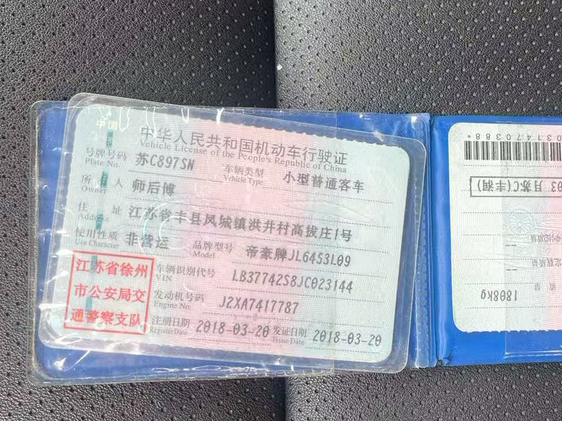 中华人民共和国机动车行驶证
Vehicle License of the People's Republic of China
号牌号码 苏C897SN 车辆类型 小型普通客车
Plate No. Vehicle Type
所有人 师后博
Owner
住址 江苏省丰县凤城镇洪井村高拔庄1号
Address
使用性质 非营运 品牌型号 帝豪牌JL6453L09
Use Character Model
江苏省徐州
市公安局交
通警察支队
车辆识别代号 LB37742S8JC023144
VIN
发动机号码 J2XA7417787
Engine No.
注册日期 2018-03-20 发证日期 2018-03-20
Register Date Issue Date
1808kg